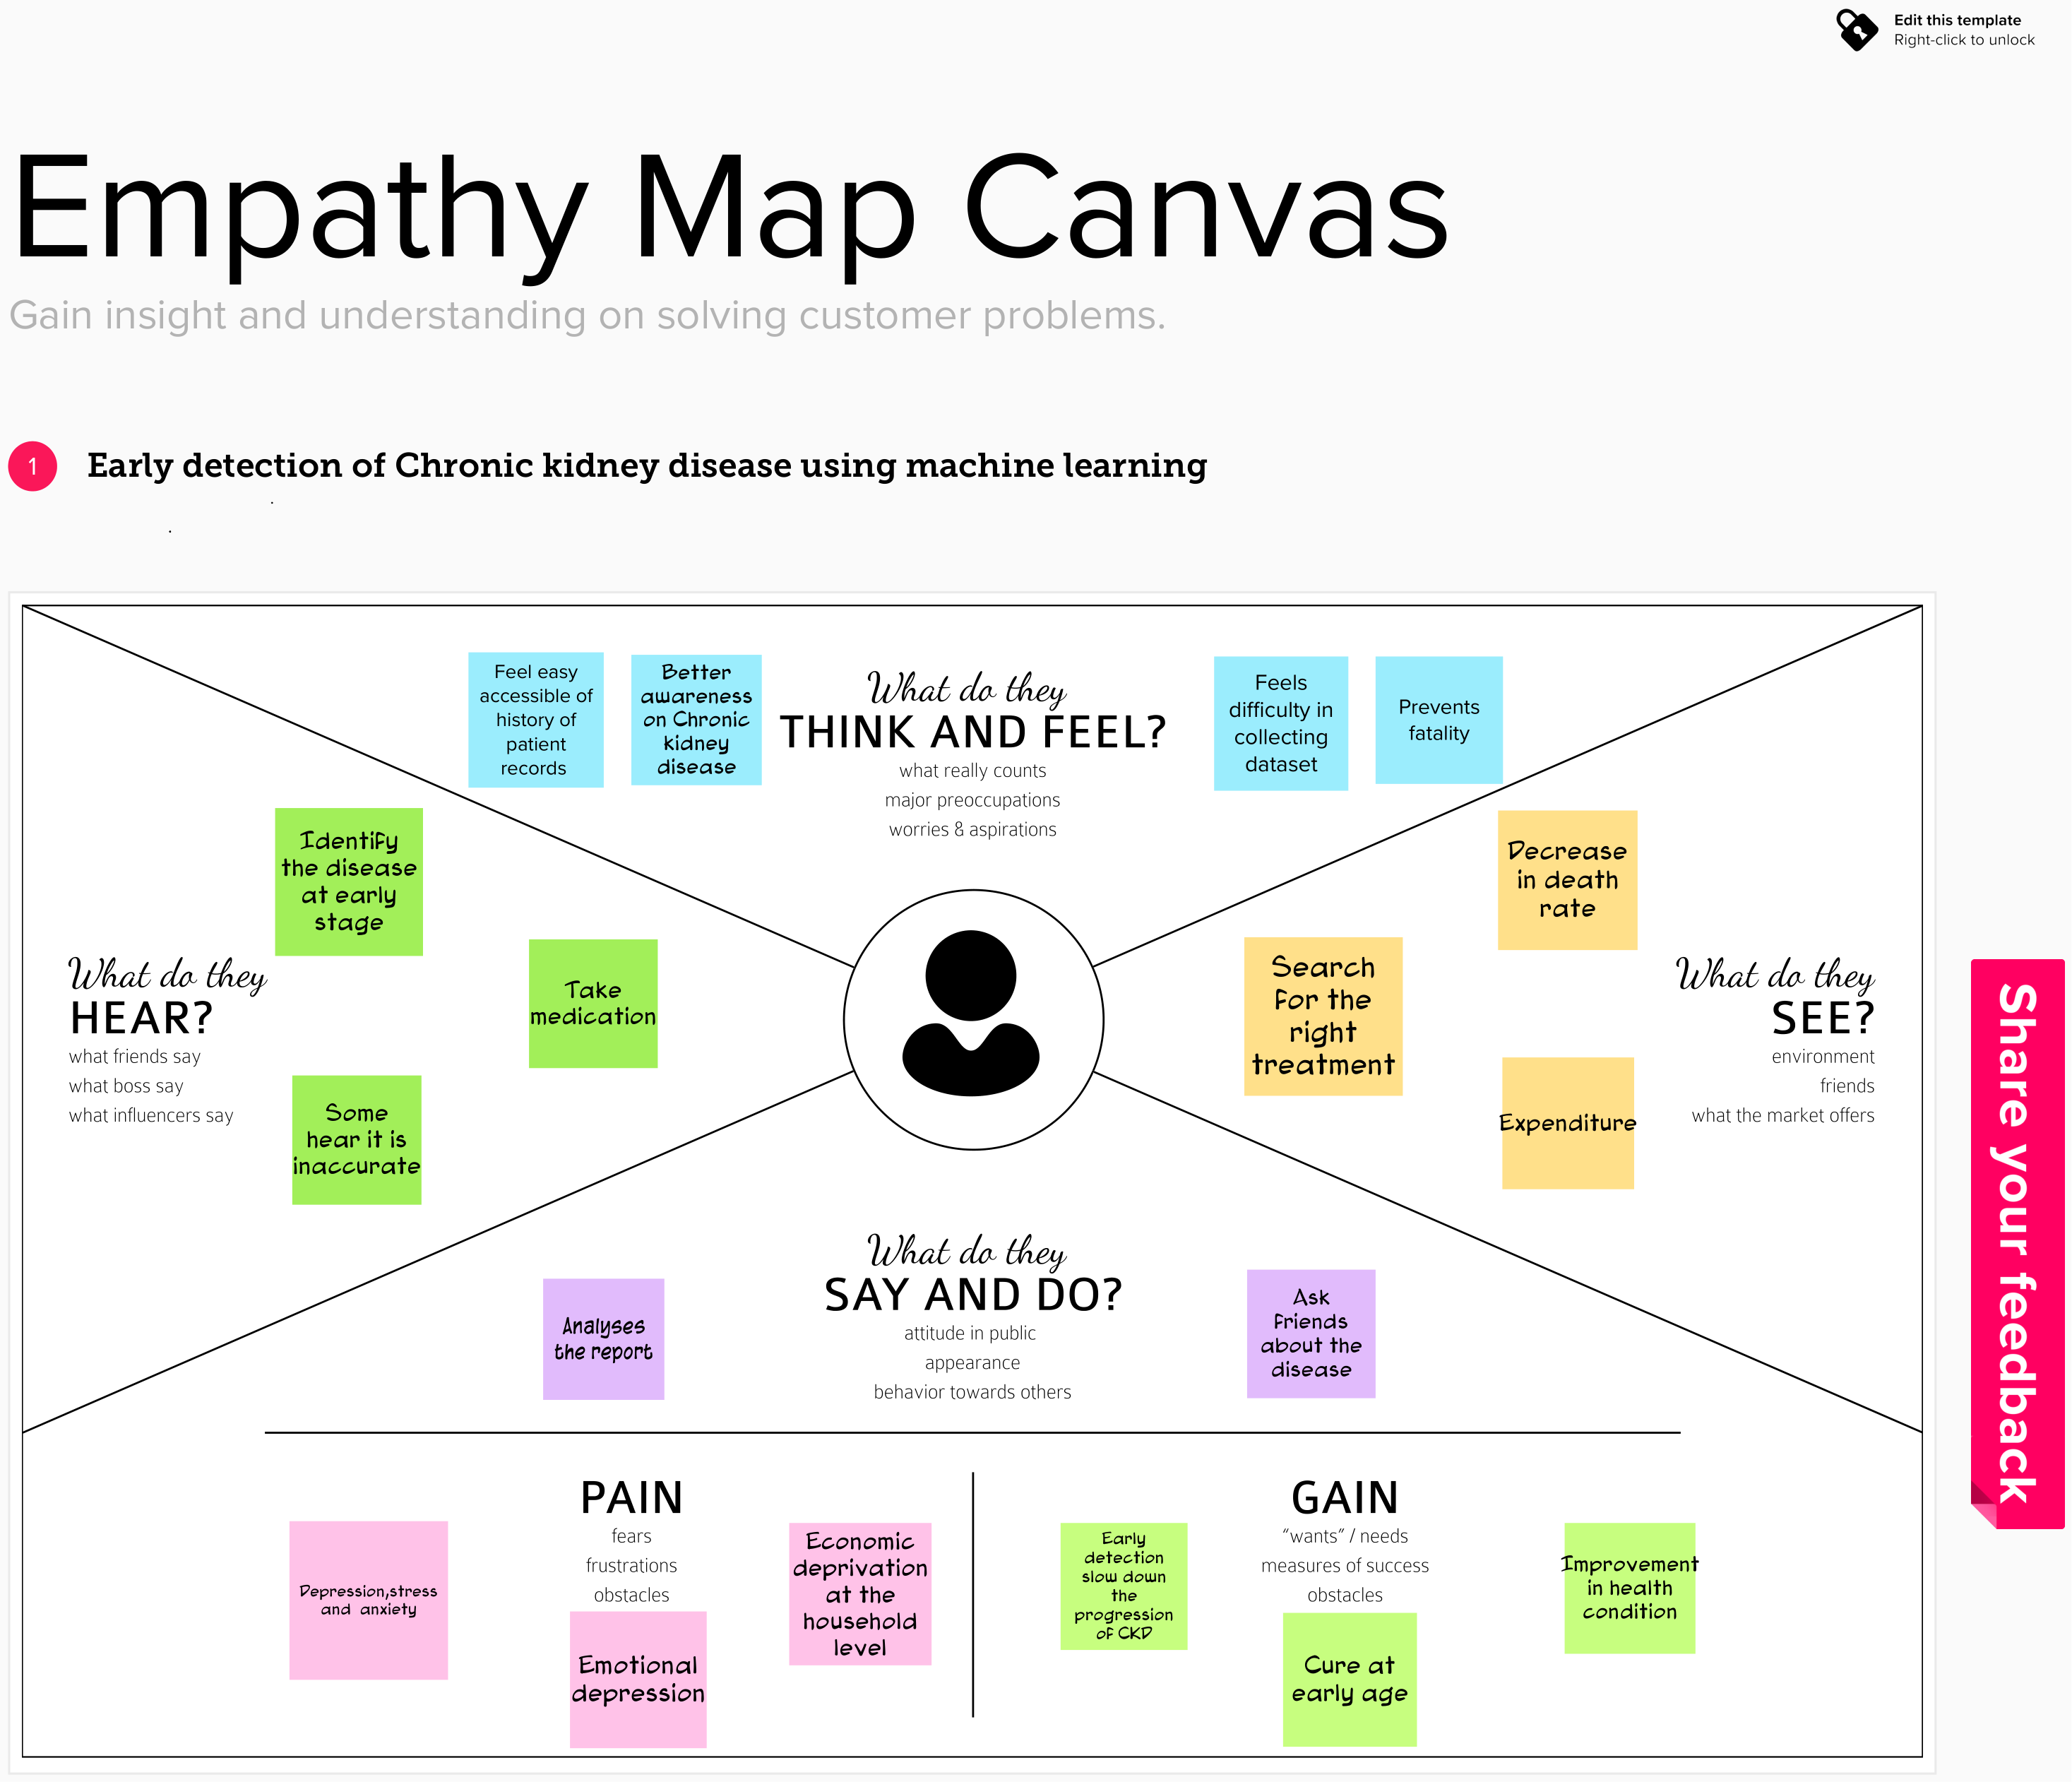 Edit this template
Right-click to unlock
Empathy Map Canvas
Gain insight and understanding on solving customer problems.
1
Early detection of Chronic kidney disease using machine learning
Feel easy
accessible of
history of
patient
records
Better
awareness
on Chronic
kidney
disease
What do they
THINK AND FEEL?
what really counts
major preoccupations
worries & aspirations
Feels
difficulty in
collecting
dataset
Prevents
fatality
Identify
the disease
at early
stage
Take
medication
What do they
HEAR?
what friends say
what boss say
what influencers say
Some
hear it is
inaccurate
Decrease
in death
rate
Search
for the
right
treatment
What do they
SEE?
environment
friends
what the market offers
Expenditure
What do they
SAY AND DO?
attitude in public
appearance
behavior towards others
Analyses
the report
Ask
friends
about the
disease
PAIN
fears
frustrations
obstacles
Depression,stress
and anxiety
Emotional
depression
Economic
deprivation
at the
household
level
GAIN
“wants” / needs
measures of success
obstacles
Early
detection
slow down
the
progression
of CKD
Cure at
early age
Improvement
in health
condition
Share your feedback